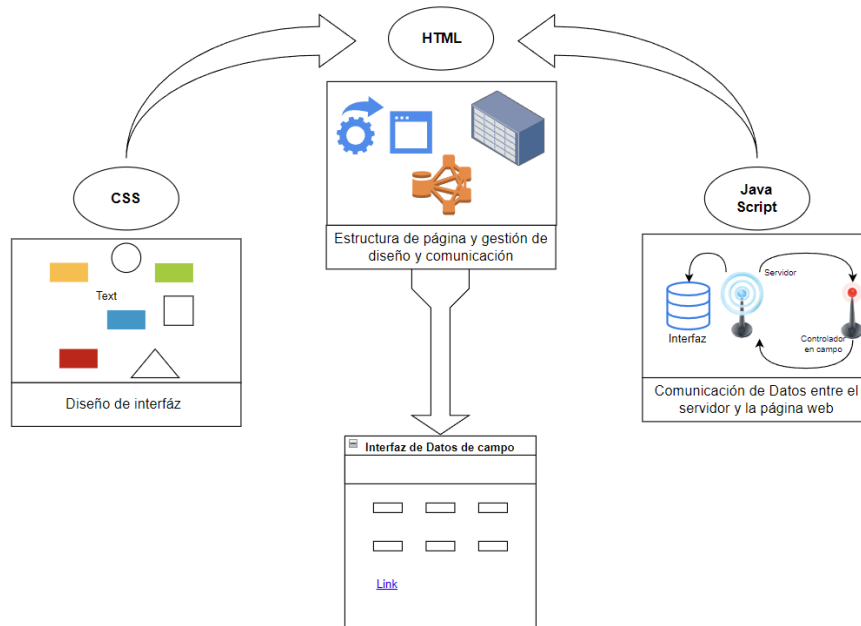 HTML
CSS
Java
Script
Estructura de página y gestión de
diseño y comunicación
Text
Diseño de interfáz
Servidor
Interfaz
Controlador
en campo
Comunicación de Datos entre el
servidor y la página web
Interfaz de Datos de campo
Link